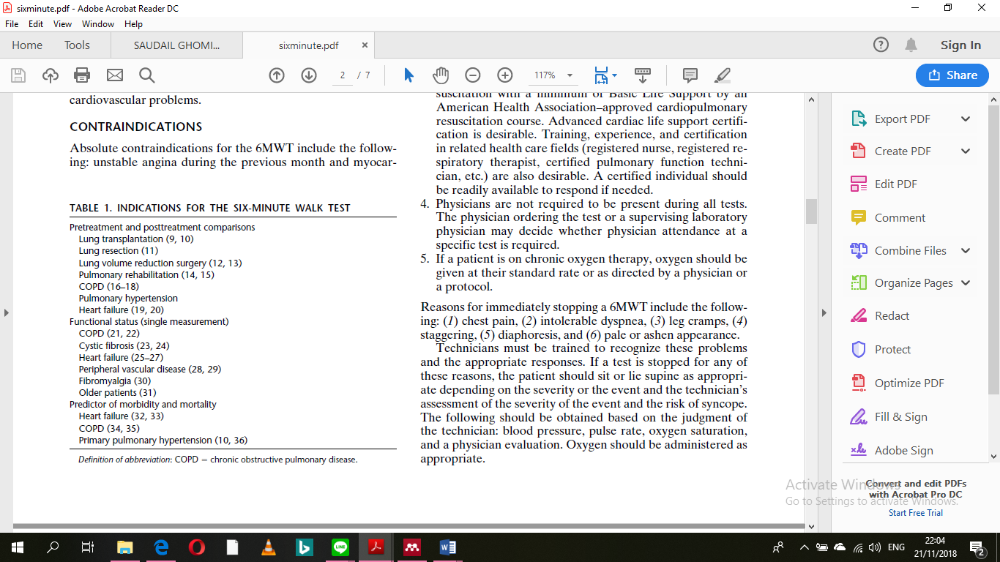 sixminute.pdf - Adobe Acrobat Reader DC
File Edit View Window Help
Home Tools SAUDAIL GHOMI... sixminute.pdf × Sign In
2 / 7 117% Share
cardiovascular problems.
CONTRAINDICATIONS
Absolute contraindications for the 6MWT include the follow-
ing: unstable angina during the previous month and myocar-
TABLE 1. INDICATIONS FOR THE SIX-MINUTE WALK TEST
Pretreatment and posttreatment comparisons
Lung transplantation (9, 10)
Lung resection (11)
Lung volume reduction surgery (12, 13)
Pulmonary rehabilitation (14, 15)
COPD (16–18)
Pulmonary hypertension
Heart failure (19, 20)
Functional status (single measurement)
COPD (21, 22)
Cystic fibrosis (23, 24)
Heart failure (25–27)
Peripheral vascular disease (28, 29)
Fibromyalgia (30)
Older patients (31)
Predictor of morbidity and mortality
Heart failure (32, 33)
COPD (34, 35)
Primary pulmonary hypertension (10, 36)
Definition of abbreviation: COPD = chronic obstructive pulmonary disease.
suscitation with a minimum of Basic Life Support by an
American Health Association–approved cardiopulmonary
resuscitation course. Advanced cardiac life support certifi-
cation is desirable. Training, experience, and certification
in related health care fields (registered nurse, registered re-
spiratory therapist, certified pulmonary function techni-
cian, etc.) are also desirable. A certified individual should
be readily available to respond if needed.
4. Physicians are not required to be present during all tests.
The physician ordering the test or a supervising laboratory
physician may decide whether physician attendance at a
specific test is required.
5. If a patient is on chronic oxygen therapy, oxygen should be
given at their standard rate or as directed by a physician or
a protocol.
Reasons for immediately stopping a 6MWT include the follow-
ing: (1) chest pain, (2) intolerable dyspnea, (3) leg cramps, (4)
staggering, (5) diaphoresis, and (6) pale or ashen appearance.
Technicians must be trained to recognize these problems
and the appropriate responses. If a test is stopped for any of
these reasons, the patient should sit or lie supine as appropri-
ate depending on the severity or the event and the technician's
assessment of the severity of the event and the risk of syncope.
The following should be obtained based on the judgment of
the technician: blood pressure, pulse rate, oxygen saturation,
and a physician evaluation. Oxygen should be administered as
appropriate.
Export PDF
Create PDF
Edit PDF
Comment
Combine Files
Organize Pages
Redact
Protect
Optimize PDF
Fill & Sign
Adobe Sign
Convert and edit PDFs
with Acrobat Pro DC
Start Free Trial
Activate Windows
Go to Settings to activate Windows.
LINE
ENG
22:04
21/11/2018
2